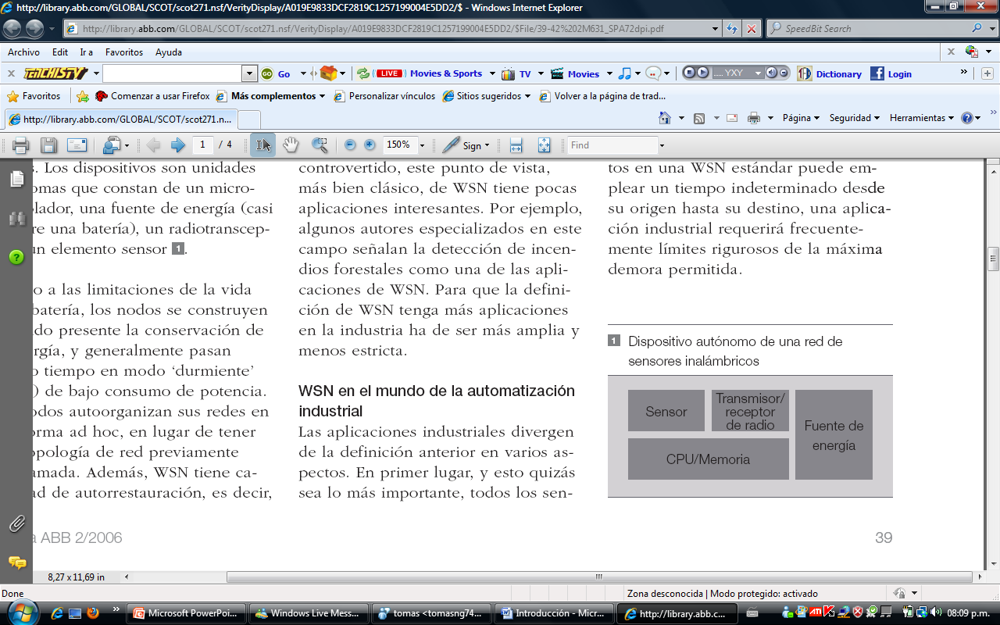 http://library.abb.com/GLOBAL/SCOT/scot271.nsf/VerityDisplay/A019E9833DCF2819C1257199004E5DD2/$ - Windows Internet Explorer
http://library.abb.com/GLOBAL/SCOT/scot271.nsf/VerityDisplay/A019E9833DCF2819C1257199004E5DD2/$File/39-42%202M631_SPA72dpi.pdf
SpeedBit Search
Archivo Edit Ir a Favoritos Ayuda
TENCHISTV Go LIVE Movies & Sports TV Movies ..... YXY Dictionary Login »
Favoritos Comenzar a usar Firefox Más complementos Personalizar vínculos Sitios sugeridos Volver a la página de trad...
http://library.abb.com/GLOBAL/SCOT/scot271.n... Página Seguridad Herramientas »
1 / 4 150% Sign Find
s. Los dispositivos son unidades
omas que constan de un micro-
olador, una fuente de energía (casi
re una batería), un radiotranscep-
un elemento sensor 1.
o a las limitaciones de la vida
batería, los nodos se construyen
ndo presente la conservación de
rgía, y generalmente pasan
o tiempo en modo ‘durmiente’
) de bajo consumo de potencia.
odos autoorganizan sus redes en
orma ad hoc, en lugar de tener
opología de red previamente
amada. Además, WSN tiene ca-
ad de autorrestauración, es decir,
controvertido, este punto de vista,
más bien clásico, de WSN tiene pocas
aplicaciones interesantes. Por ejemplo,
algunos autores especializados en este
campo señalan la detección de incen-
dios forestales como una de las apli-
caciones de WSN. Para que la defini-
ción de WSN tenga más aplicaciones
en la industria ha de ser más amplia y
menos estricta.
WSN en el mundo de la automatización
industrial
Las aplicaciones industriales divergen
de la definición anterior en varios as-
pectos. En primer lugar, y esto quizás
sea lo más importante, todos los sen-
tos en una WSN estándar puede em-
plear un tiempo indeterminado desde
su origen hasta su destino, una aplica-
ción industrial requerirá frecuente-
mente límites rigurosos de la máxima
demora permitida.
1 Dispositivo autónomo de una red de
sensores inalámbricos
Sensor
Transmisor/
receptor
de radio
Fuente de
energía
CPU/Memoria
a ABB 2/2006
39
8,27 x 11,69 in
Done
Zona desconocida | Modo protegido: activado
» Microsoft PowerPoi... Windows Live Mess... tomas <tomasng74... Introducción - Micr... http://library.abb.c... 08:09 p.m.